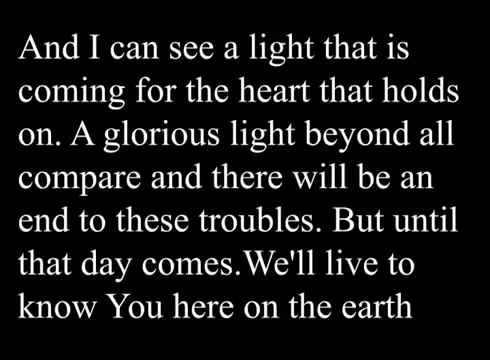 And I can see a light that is
coming for the heart that holds
on. A glorious light beyond all
compare and there will be an
end to these troubles. But until
that day comes.We'll live to
know You here on the earth